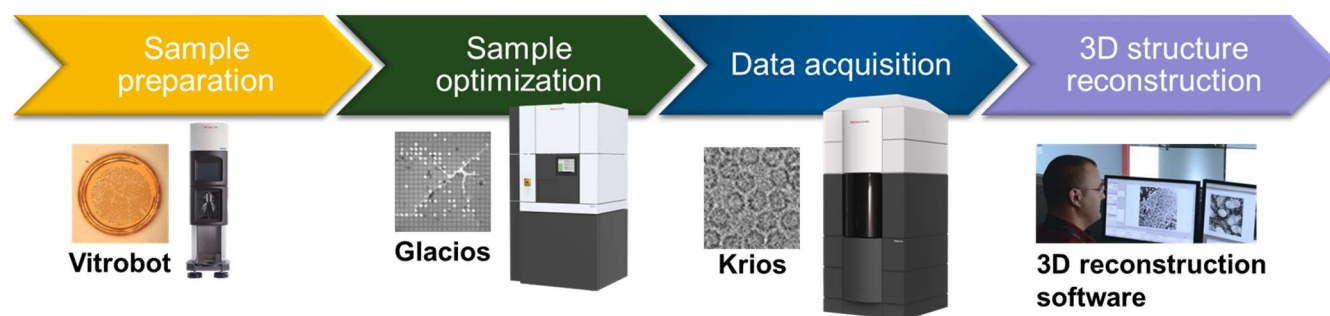 Sample
preparation
Sample
optimization
Data acquisition
3D structure
reconstruction
Vitrobot
Glacios
Krios
3D reconstruction
software